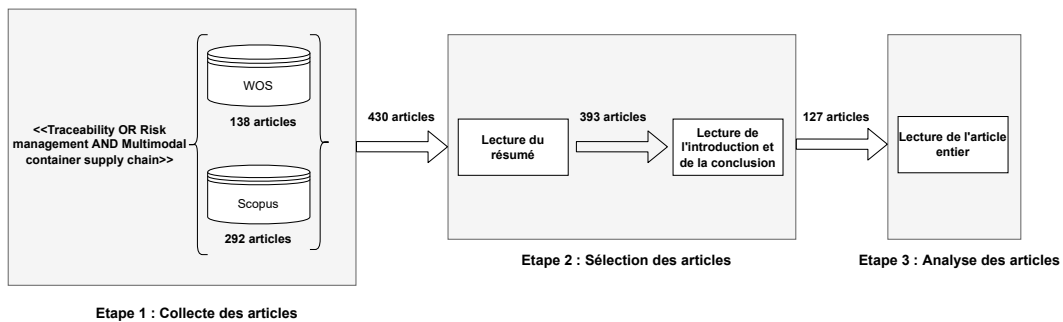 <<Traceability OR Risk
management AND Multimodal
container supply chain>>
WOS
138 articles
Scopus
292 articles
430 articles
Lecture du
résumé
393 articles
Lecture de
l'introduction et
de la conclusion
127 articles
Lecture de l'article
entier
Etape 1 : Collecte des articles
Etape 2 : Sélection des articles
Etape 3 : Analyse des articles